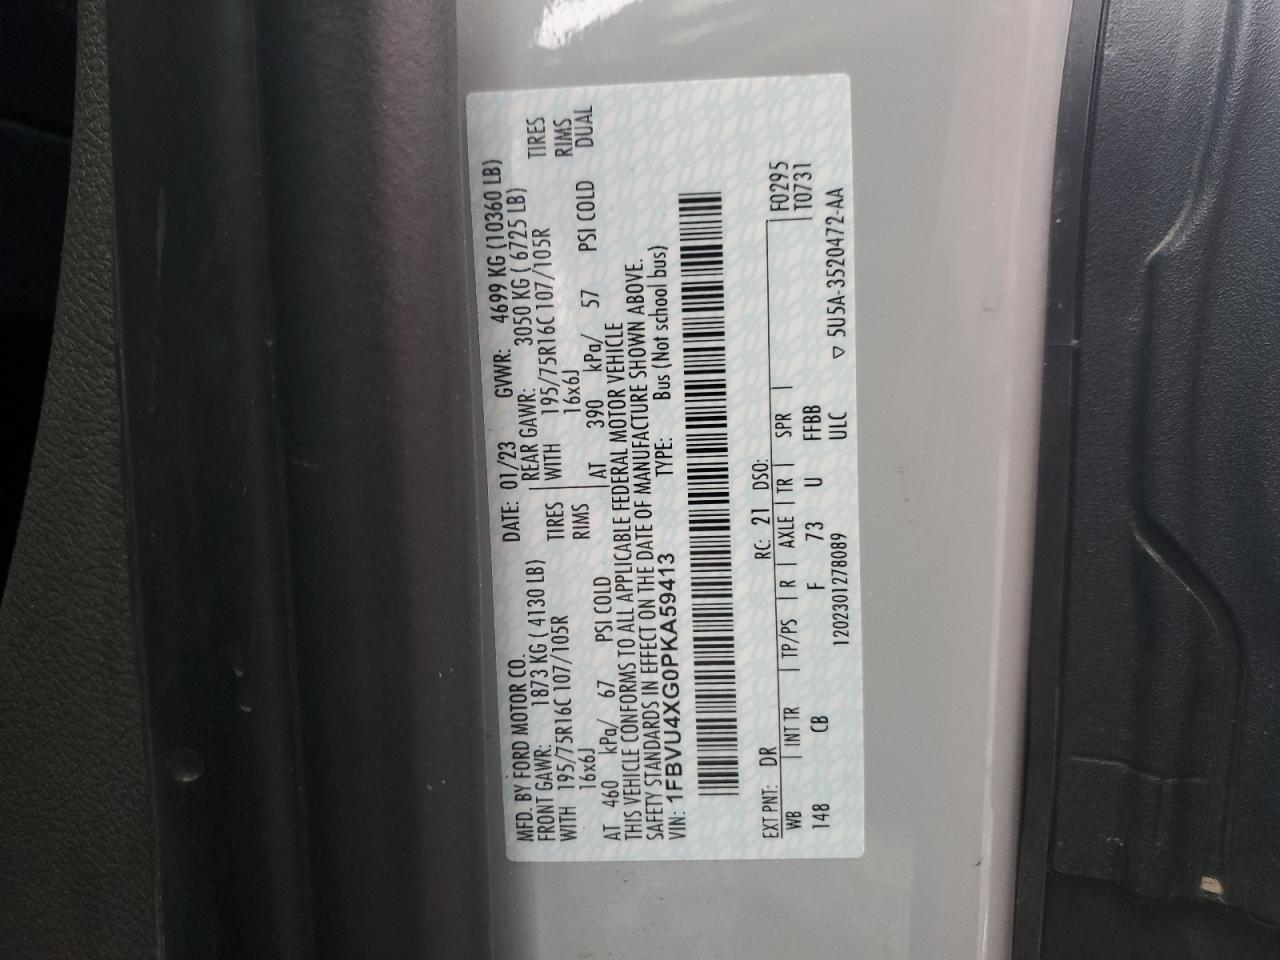 MFD. BY FORD MOTOR CO.
DATE: 01/23 GVWR: 4699 KG (10360 LB)
FRONT GAWR: 1873 KG ( 4130 LB) REAR GAWR: 3050 KG ( 6725 LB)
WITH 195/75R16C 107/105R TIRES WITH 195/75R16C 107/105R TIRES
16x6J RIMS 16x6J RIMS
AT 460 kPa/ 67 PSI COLD AT 390 kPa/ 57 PSI COLD DUAL
THIS VEHICLE CONFORMS TO ALL APPLICABLE FEDERAL MOTOR VEHICLE
SAFETY STANDARDS IN EFFECT ON THE DATE OF MANUFACTURE SHOWN ABOVE.
VIN: 1FBVU4XG0PKA59413 TYPE: Bus (Not school bus)
EXT PNT: DR RC: 21 DSO: F0295
WB INT TR TP/PS R AXLE TR SPR T0731
148 CB F 73 U FFBB
1202301278089 ULC ▽ 5U5A-3520472-AA